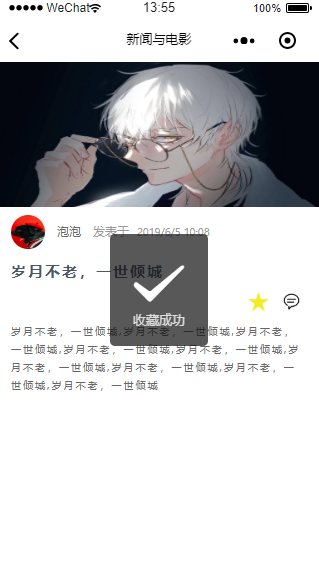 WeChat 13:55 100%
新闻与电影
泡泡 发表于 2019/6/5 10:08
岁月不老，一世倾城
收藏成功
岁月不老，一世倾城,岁月不老，一世倾城,岁月不老，
一世倾城,岁月不老，一世倾城,岁月不老，一世倾城,岁
月不老，一世倾城,岁月不老，一世倾城,岁月不老，一
世倾城,岁月不老，一世倾城